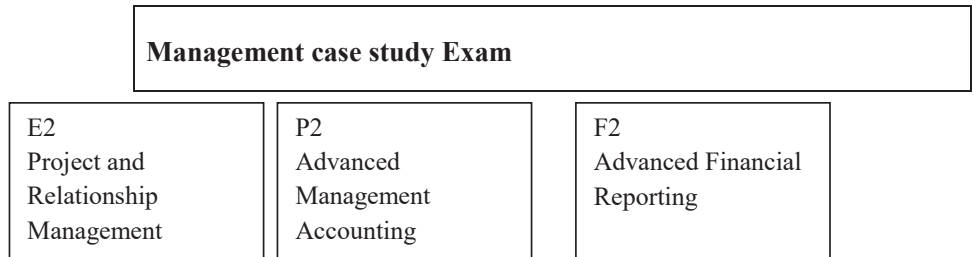 Management case study Exam
E2
Project and
Relationship
Management
P2
Advanced
Management
Accounting
F2
Advanced Financial
Reporting